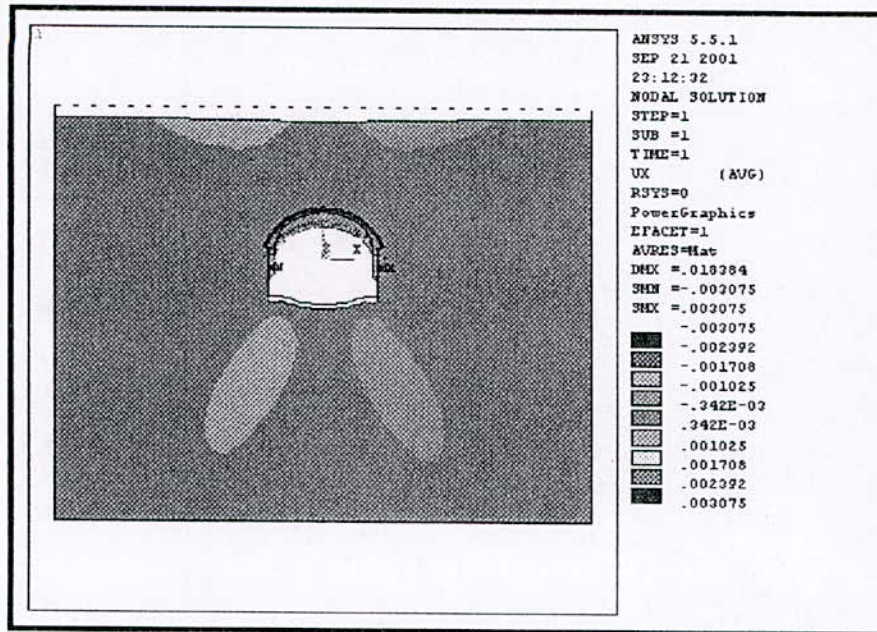 1
ANSYS 5.5.1
SEP 21 2001
23:12:32
NODAL SOLUTION
STEP=1
SUB =1
TIME=1
UX (AVG)
RSYS=0
PowerGraphics
EFACET=1
AVRES=Mat
DMX =.018384
SMN =-.003075
SMX =.003075
-.003075
-.002392
-.001708
-.001025
-.342E-03
.342E-03
.001025
.001708
.002392
.003075
X
MX